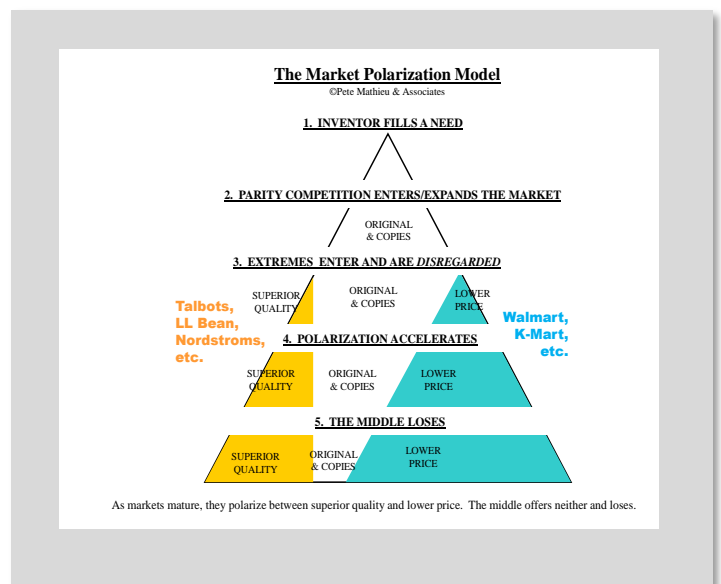 The Market Polarization Model
©Pete Mathieu & Associates
1. INVENTOR FILLS A NEED
2. PARITY COMPETITION ENTERS/EXPANDS THE MARKET
ORIGINAL
& COPIES
3. EXTREMES ENTER AND ARE DISREGARDED
SUPERIOR
QUALITY
ORIGINAL
& COPIES
LOWER
PRICE
Talbots,
LL Bean,
Nordstroms,
etc.
Walmart,
K-Mart,
etc.
4. POLARIZATION ACCELERATES
SUPERIOR
QUALITY
ORIGINAL
& COPIES
LOWER
PRICE
5. THE MIDDLE LOSES
SUPERIOR
QUALITY
ORIGINAL
& COPIES
LOWER
PRICE
As markets mature, they polarize between superior quality and lower price. The middle offers neither and loses.